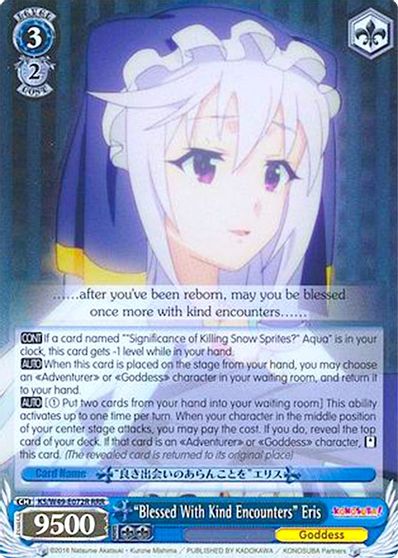 LEVEL
3
2
COST
……after you've been reborn, may you be blessed
once more with kind encounters……
CONT If a card named ""Significance of Killing Snow Sprites?" Aqua" is in your
clock, this card gets -1 level while in your hand.
AUTO When this card is placed on the stage from your hand, you may choose
an «Adventurer» or «Goddess» character in your waiting room, and return it
to your hand.
AUTO [① Put two cards from your hand into your waiting room] This ability
activates up to one time per turn. When your character in the middle position
of your center stage attacks, you may pay the cost. If you do, reveal the top
card of your deck. If that card is an «Adventurer» or «Goddess» character,
this card. (The revealed card is returned to its original place)
Card Name
"良き出会いのあらんことを" エリス
CH
KS/W69-E072R RRR
"Blessed With Kind Encounters" Eris
KONOSUBA!
9500
Goddess
©2016 Natsume Akatsuki・Kurone Mishima / PUBLISHED BY KADOKAWA / KONOSUBA Partners